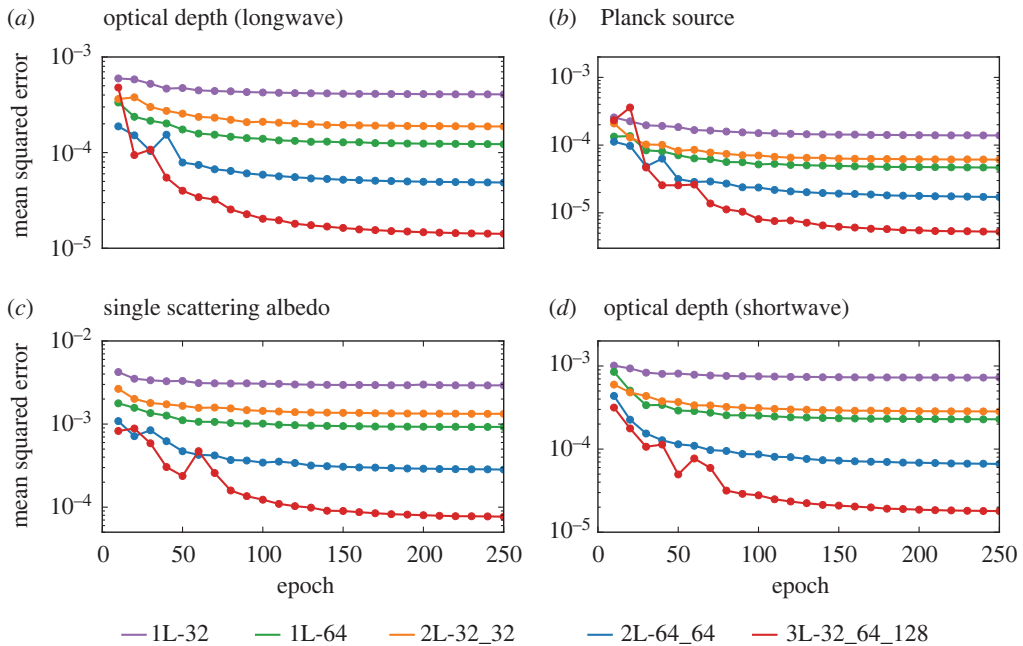 (a) optical depth (longwave)
(b) Planck source
mean squared error
10−3
10−4
10−5
10−3
10−4
10−5
(c) single scattering albedo
(d) optical depth (shortwave)
mean squared error
10−2
10−3
10−4
10−3
10−4
10−5
0 50 100 150 200 250
0 50 100 150 200 250
epoch
epoch
1L-32 1L-64 2L-32_32 2L-64_64 3L-32_64_128